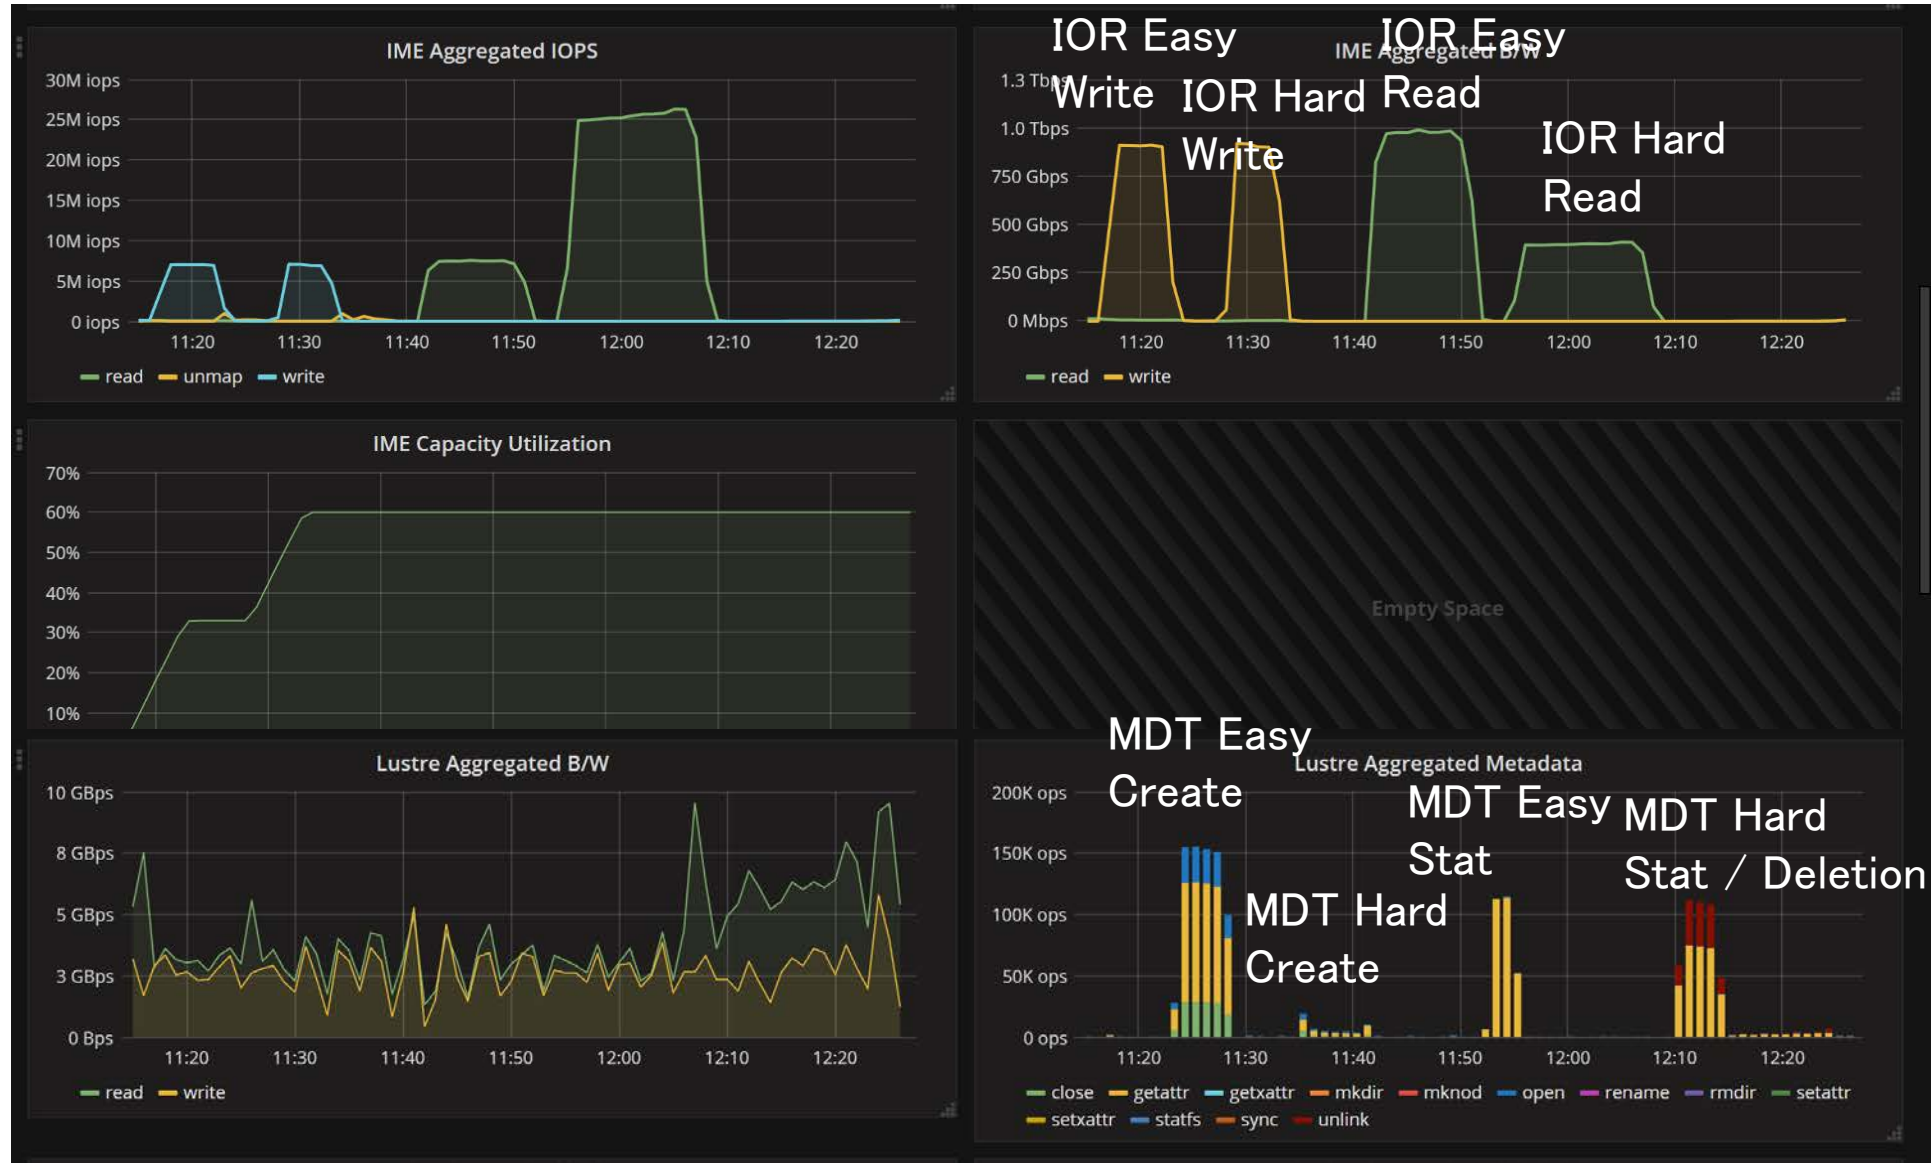 IME Aggregated IOPS
30M iops
25M iops
20M iops
15M iops
10M iops
5M iops
0 iops
11:20 11:30 11:40 11:50 12:00 12:10 12:20
read unmap write
IME Aggregated B/W
IOR Easy
Write
IOR Hard
Write
IOR Easy
Read
IOR Hard
Read
1.3 Tbps
1.0 Tbps
750 Gbps
500 Gbps
250 Gbps
0 Mbps
11:20 11:30 11:40 11:50 12:00 12:10 12:20
read write
IME Capacity Utilization
70%
60%
50%
40%
30%
20%
10%
Empty Space
Lustre Aggregated B/W
10 GBps
8 GBps
5 GBps
3 GBps
0 Bps
11:20 11:30 11:40 11:50 12:00 12:10 12:20
read write
Lustre Aggregated Metadata
MDT Easy
Create
MDT Hard
Create
MDT Easy
Stat
MDT Hard
Stat / Deletion
200K ops
150K ops
100K ops
50K ops
0 ops
11:20 11:30 11:40 11:50 12:00 12:10 12:20
close getattr getxattr mkdir mknod open rename rmdir setattr
setxattr statfs sync unlink